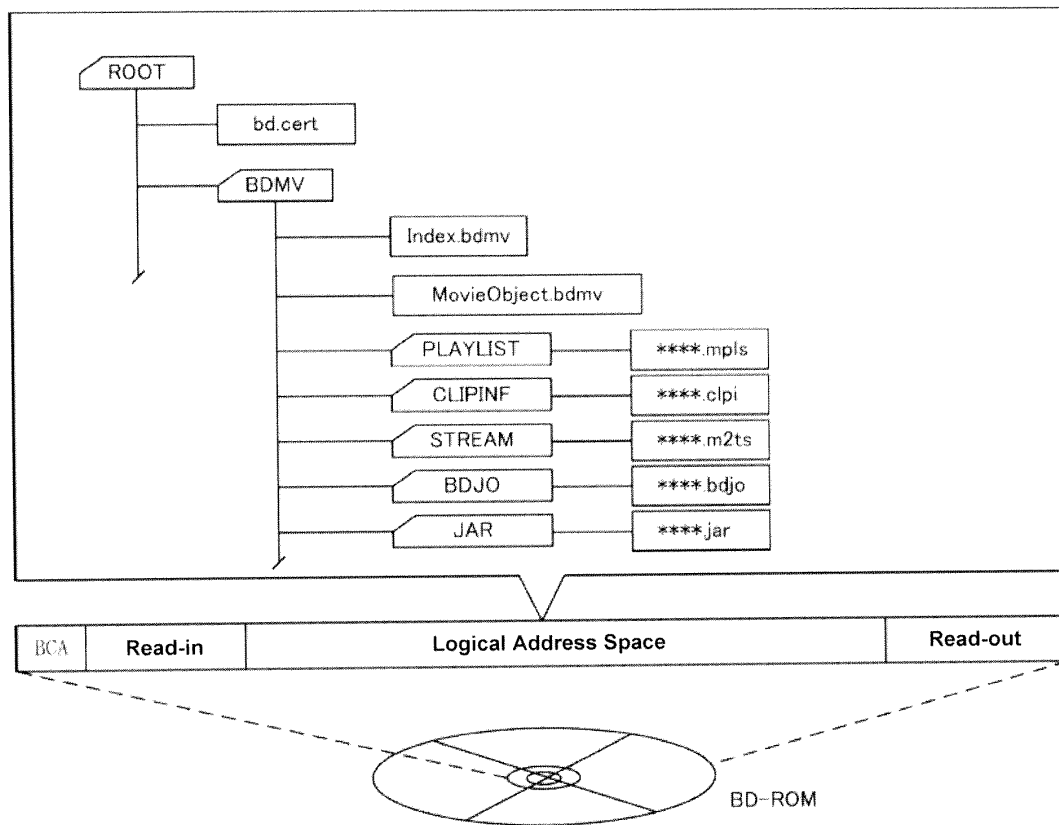 ROOT
bd.cert
BDMV
Index.bdmv
MovieObject.bdmv
PLAYLIST ****.mpls
CLIPINF ****.clpi
STREAM ****.m2ts
BDJO ****.bdjo
JAR ****.jar
BCA Read-in Logical Address Space Read-out
BD-ROM